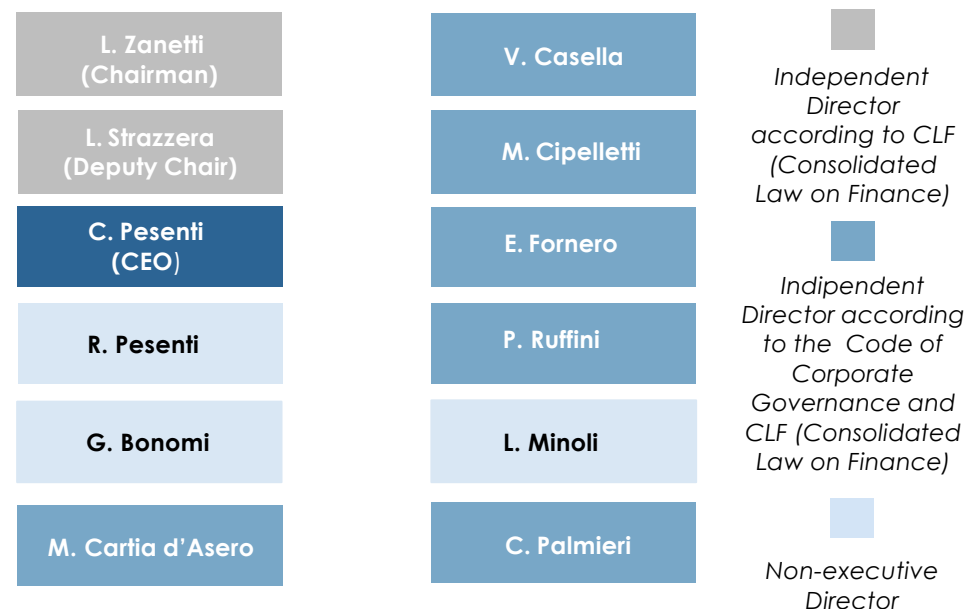 L. Zanetti
(Chairman)
L. Strazzera
(Deputy Chair)
C. Pesenti
(CEO)
R. Pesenti
G. Bonomi
M. Cartia d’Asero
V. Casella
M. Cipelletti
E. Fornero
P. Ruffini
L. Minoli
C. Palmieri
Independent
Director
according to CLF
(Consolidated
Law on Finance)
Indipendent
Director according
to the Code of
Corporate
Governance and
CLF (Consolidated
Law on Finance)
Non-executive
Director